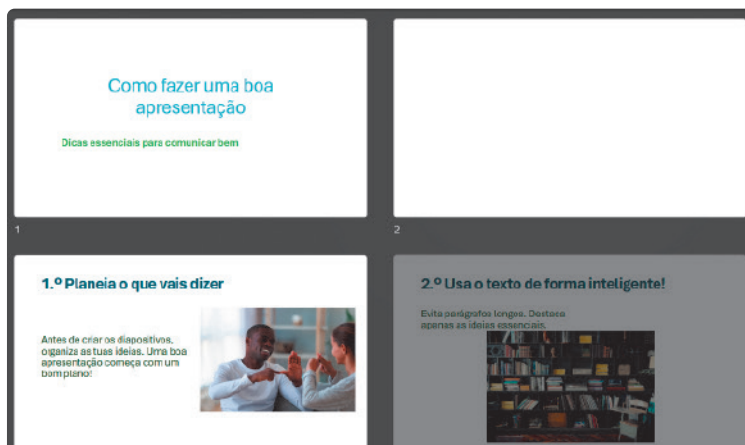 Como fazer uma boa
apresentação
Dicas essenciais para comunicar bem
1
2
1.º Planeia o que vais dizer
Antes de criar os diapositivos,
organiza as tuas ideias. Uma boa
apresentação começa com um
bom plano!
2.º Usa o texto de forma inteligente!
Evita parágrafos longos. Destaca
apenas as ideias essenciais.